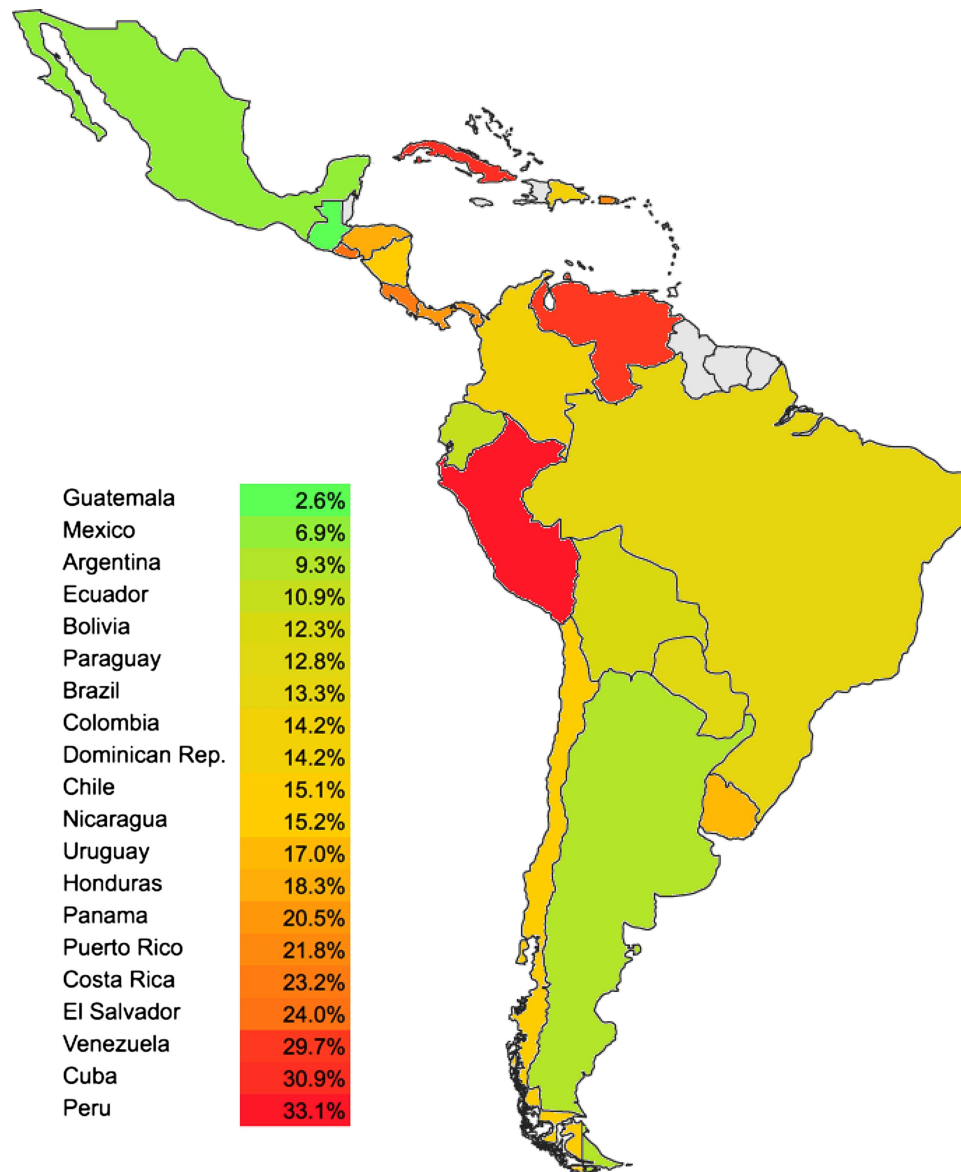 Guatemala 2.6%
Mexico 6.9%
Argentina 9.3%
Ecuador 10.9%
Bolivia 12.3%
Paraguay 12.8%
Brazil 13.3%
Colombia 14.2%
Dominican Rep. 14.2%
Chile 15.1%
Nicaragua 15.2%
Uruguay 17.0%
Honduras 18.3%
Panama 20.5%
Puerto Rico 21.8%
Costa Rica 23.2%
El Salvador 24.0%
Venezuela 29.7%
Cuba 30.9%
Peru 33.1%